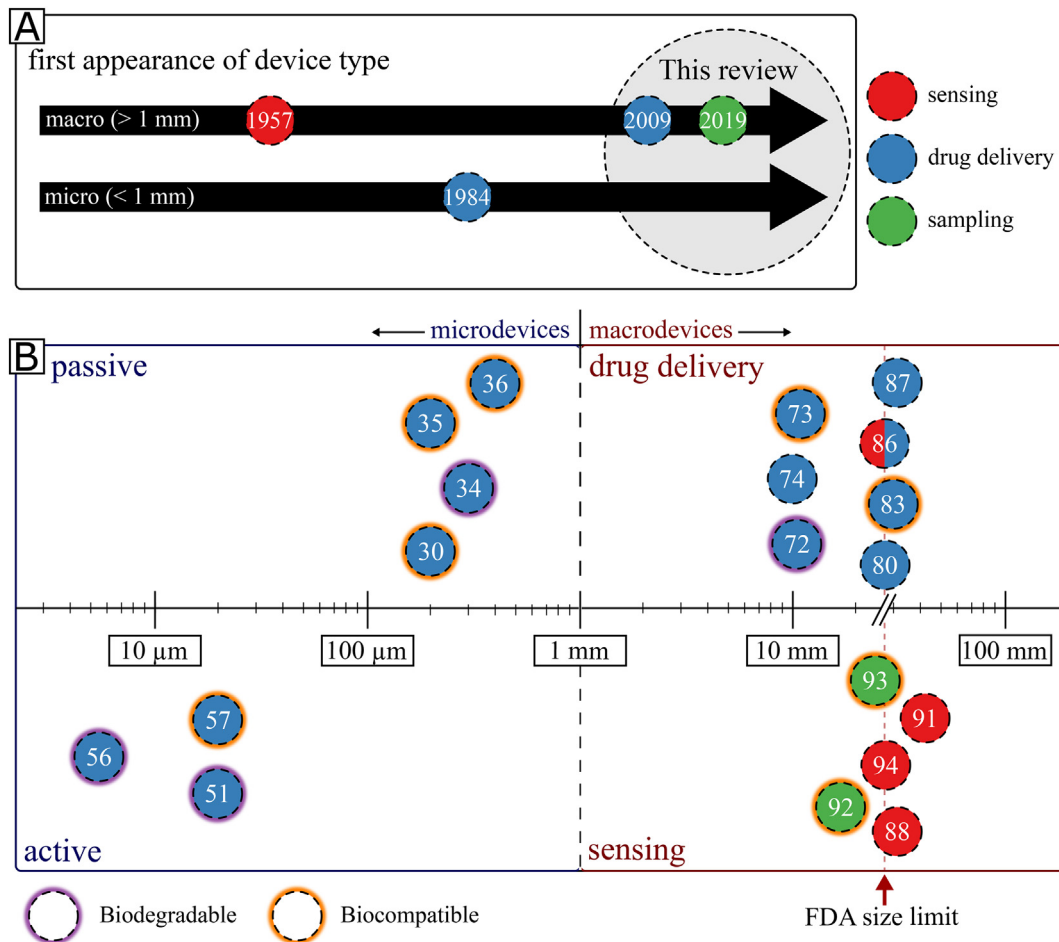 A
first appearance of device type
This review
macro (> 1 mm)
1957
2009
2019
micro (< 1 mm)
1984
sensing
drug delivery
sampling
microdevices
macrodevices
B
passive
drug delivery
36
35
34
30
73
74
72
87
86
83
80
10 μm
100 μm
1 mm
10 mm
100 mm
57
56
51
93
91
94
92
88
active
sensing
Biodegradable
Biocompatible
FDA size limit